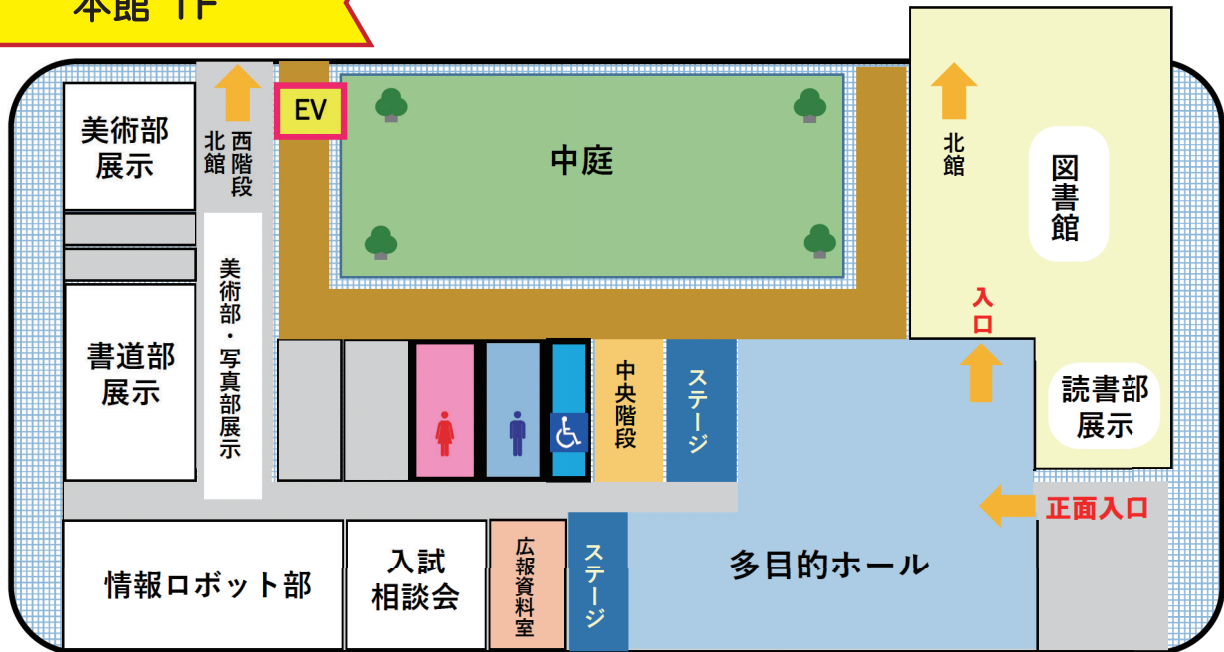 本館 1F
美術部
展示
西階段
北館
EV
中庭
北館
図書館
入口
美術部・写真部展示
書道部
展示
中央階段
ステージ
読書部
展示
正面入口
情報ロボット部
入試
相談会
広報資料室
ステージ
多目的ホール